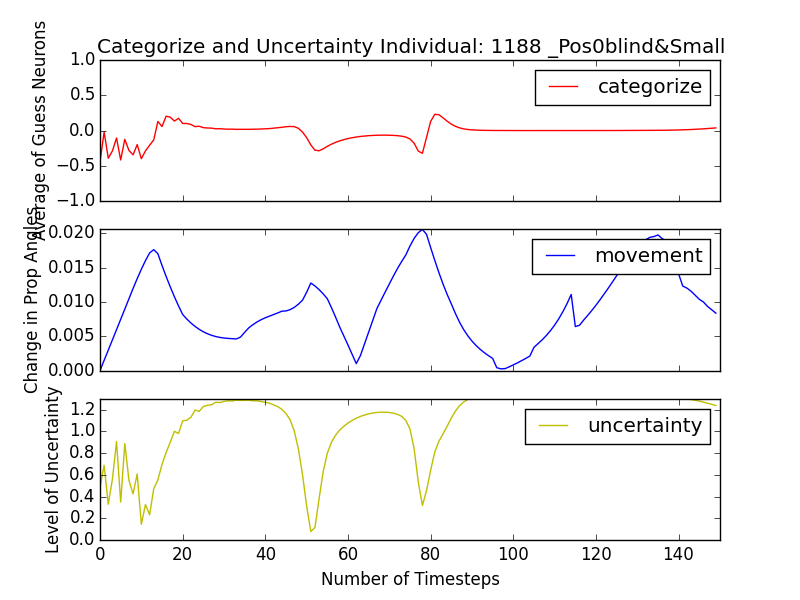 Categorize and Uncertainty Individual: 1188 _Pos0blind&Small
Average of Guess Neurons
1.0
0.5
0.0
−0.5
−1.0
categorize
Change in Prop Angles
0.020
0.015
0.010
0.005
0.000
movement
Level of Uncertainty
1.2
1.0
0.8
0.6
0.4
0.2
0.0
uncertainty
0 20 40 60 80 100 120 140
Number of Timesteps